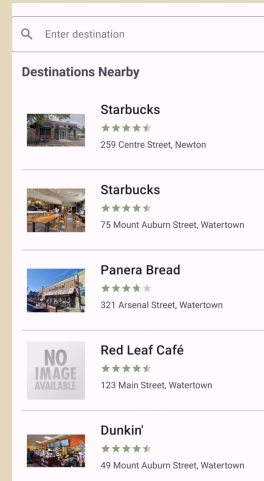 Enter destination
Destinations Nearby
Starbucks
259 Centre Street, Newton
Starbucks
75 Mount Auburn Street, Watertown
Panera Bread
321 Arsenal Street, Watertown
NO
IMAGE
AVAILABLE
Red Leaf Café
123 Main Street, Watertown
Dunkin'
49 Mount Auburn Street, Watertown